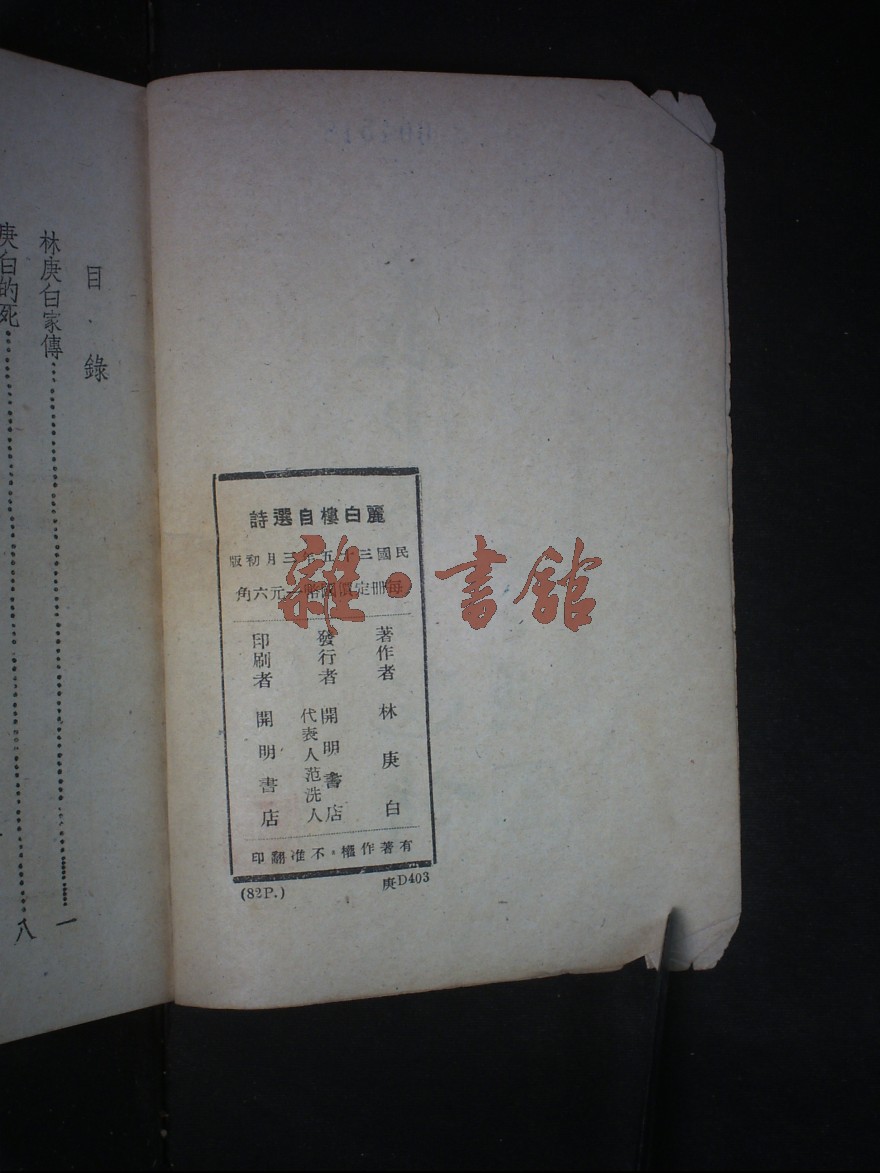 麗白樓自選詩
民國三十五年三月初版
每冊定價國幣一元六角
著作者 林庚白
發行者 開明書店
代表人范洗人
印刷者 開明書店
有著作權·不准翻印
(82P.)
庚D403
目·錄
林庚白家傳……一
庚白的死……八
雜·書館